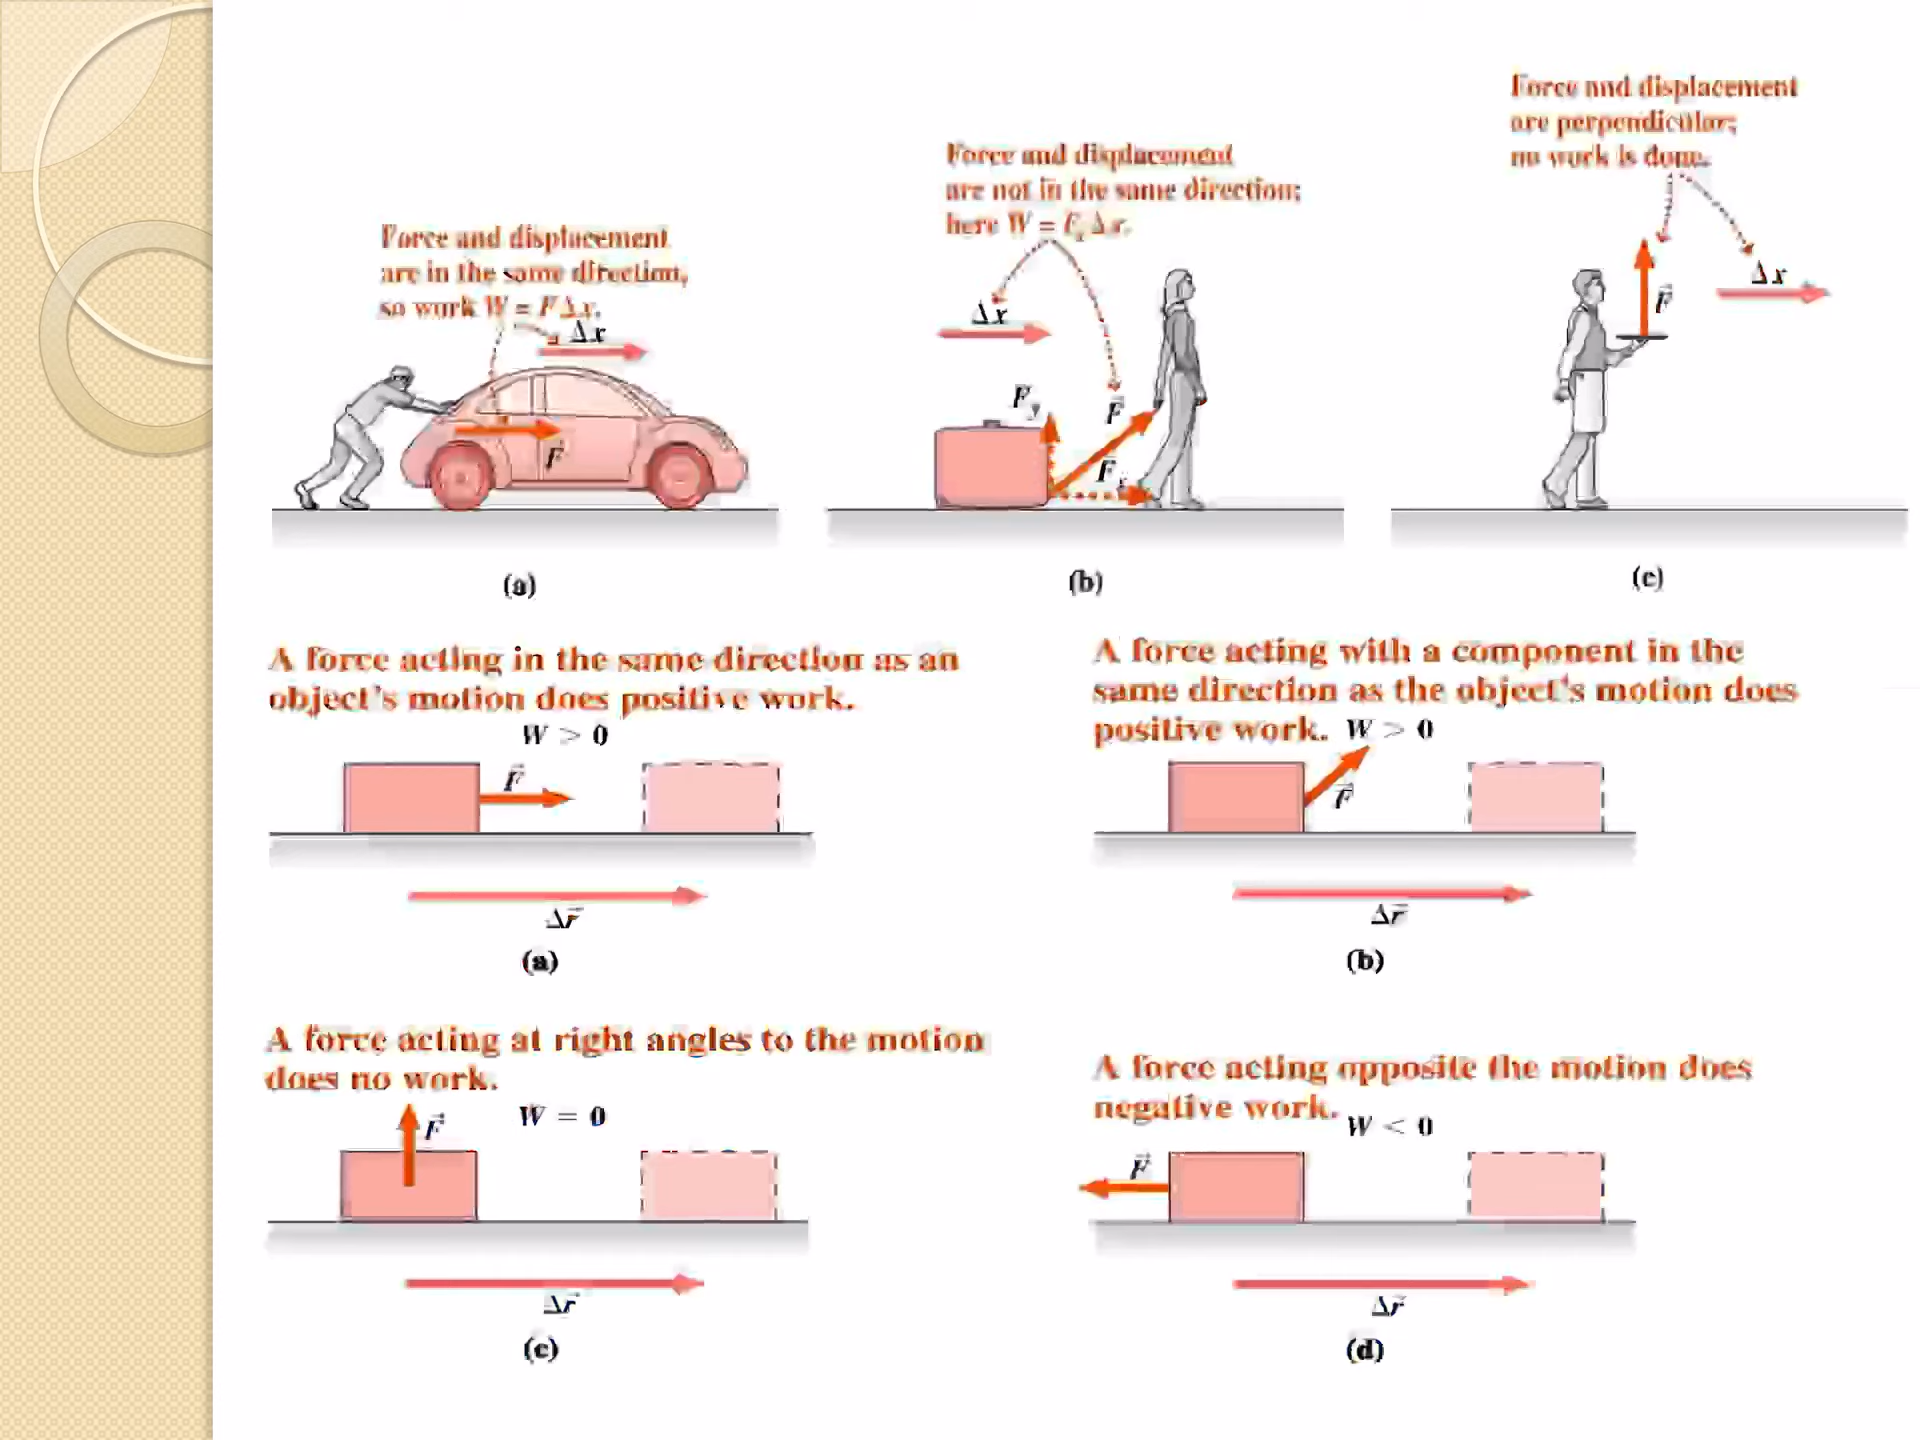 Force and displacement
are in the same direction,
so work W = FΔx.
Δx
F
(a)
Force and displacement
are not in the same direction;
here W = FₓΔx.
Δx
Fy
F⃗
Fₓ
(b)
Force and displacement
are perpendicular;
no work is done.
Δx
F⃗
(c)
A force acting in the same direction as an
object's motion does positive work.
W > 0
F⃗
Δr⃗
(a)
A force acting with a component in the
same direction as the object's motion does
positive work. W > 0
F⃗
Δr⃗
(b)
A force acting at right angles to the motion
does no work.
W = 0
F⃗
Δr⃗
(c)
A force acting opposite the motion does
negative work.
W < 0
F⃗
Δr⃗
(d)